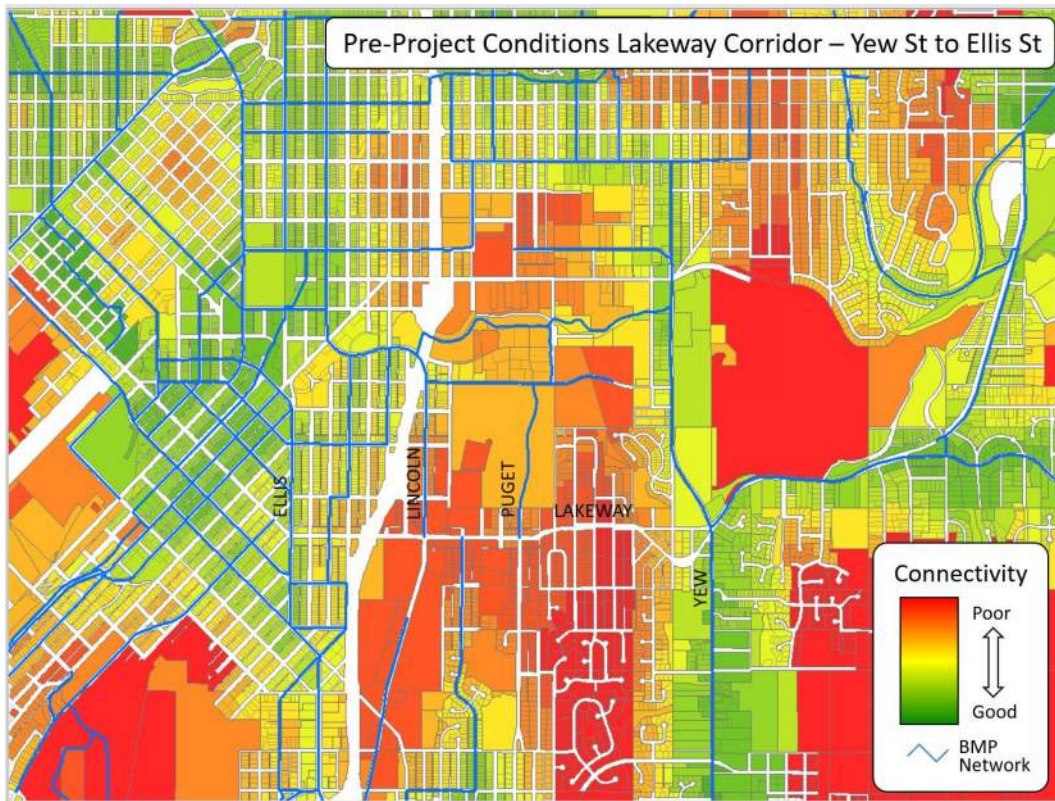 Pre-Project Conditions Lakeway Corridor – Yew St to Ellis St
ELLIS
LINCOLN
PUGET
LAKEWAY
YEW
Connectivity
Poor
Good
BMP
Network